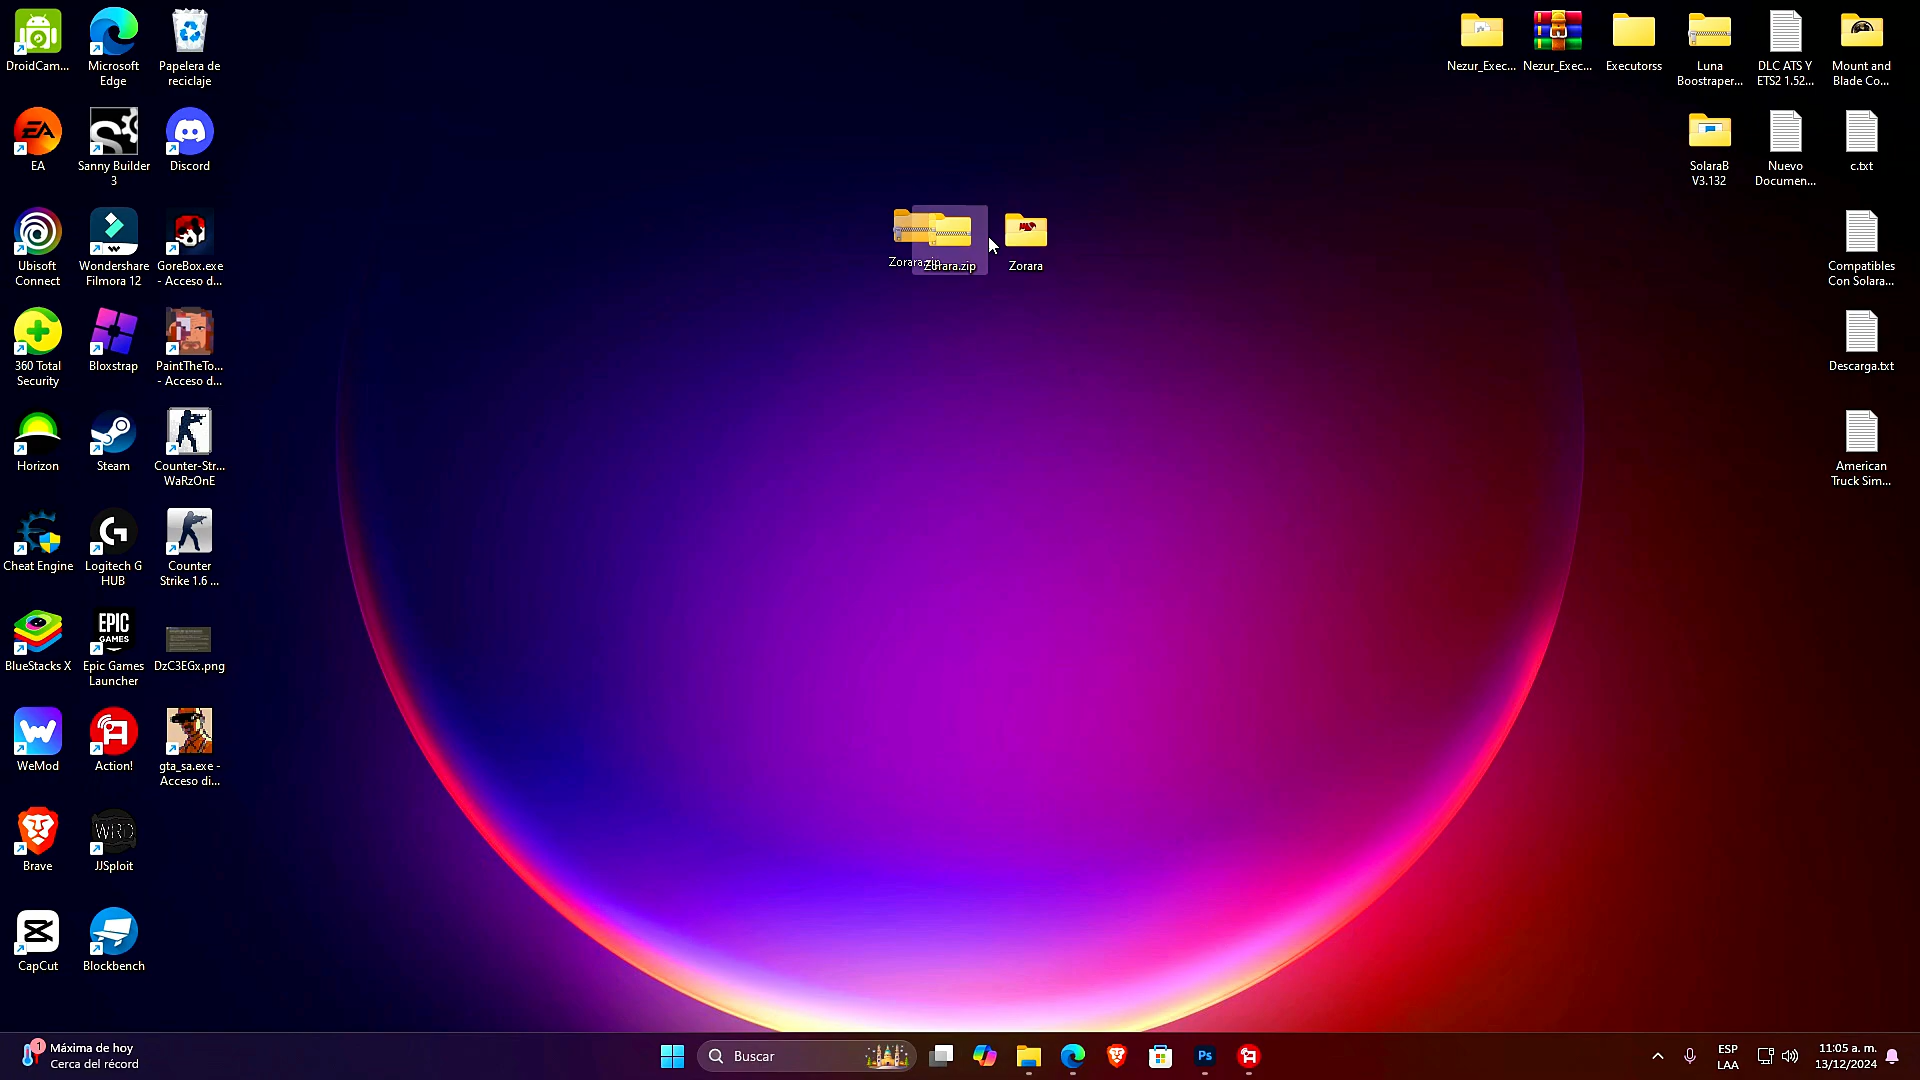 DroidCam...
Microsoft
Edge
Papelera de
reciclaje
EA
Sanny Builder
3
Discord
Ubisoft
Connect
Wondershare
Filmora 12
GoreBox.exe
- Acceso d...
360 Total
Security
Bloxstrap
PaintTheTo...
- Acceso d...
Horizon
Steam
Counter-Str...
WaRzOnE
Cheat Engine
Logitech G
HUB
Counter
Strike 1.6 ...
BlueStacks X
EPIC
GAMES
Epic Games
Launcher
DzC3EGx.png
WeMod
Action!
gta_sa.exe -
Acceso di...
Brave
WRD
JJSploit
CapCut
Blockbench
Zorara.zip
Zorara.zip
Zorara
Nezur_Exec...
Nezur_Exec...
Executorss
Luna
Boostraper...
DLC ATS Y
ETS2 1.52...
Mount and
Blade Co...
SolaraB
V3.132
Nuevo
Documen...
c.txt
Compatibles
Con Solara...
Descarga.txt
American
Truck Sim...
1
Máxima de hoy
Cerca del récord
Buscar
Ps
ESP
LAA
11:05 a. m.
13/12/2024